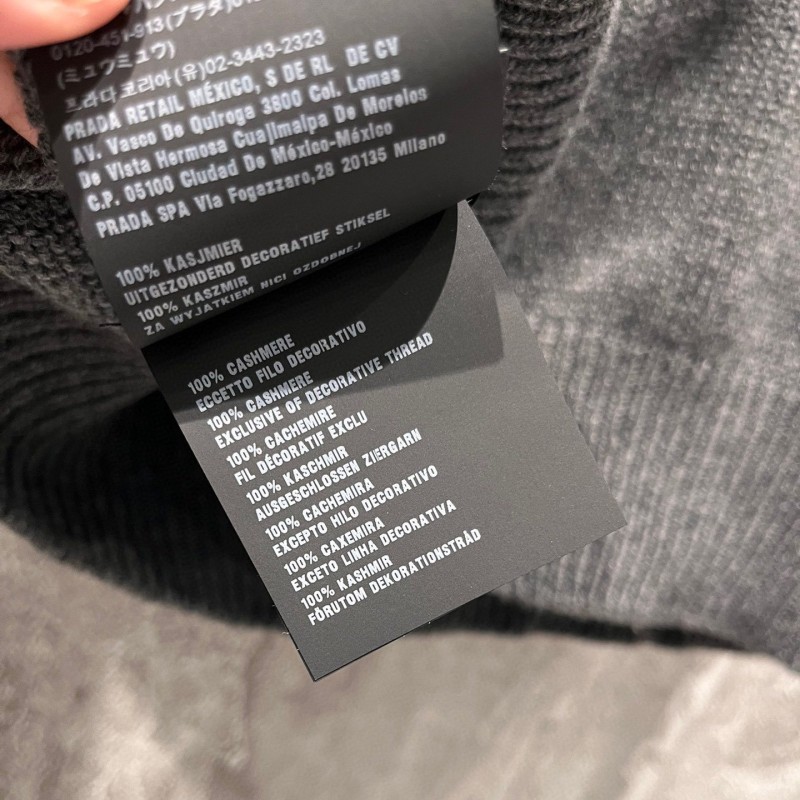 0120-451-913(プラダ)
(ミュウミュウ)
프라다코리아(유)02-3443-2323
PRADA RETAIL MÉXICO, S DE RL DE CV
AV. Vasco De Quiroga 3800 Col. Lomas
De Vista Hermosa Cuajimalpa De Morelos
C.P. 05100 Ciudad De México-México
PRADA SPA Via Fogazzaro,28 20135 Milano
100% KASJMIER
UITGEZONDERD DECORATIEF STIKSEL
100% KASZMIR
ZA WYJATKIEM NICI OZDOBNEJ
100% CASHMERE
ECCETTO FILO DECORATIVO
100% CASHMERE
EXCLUSIVE OF DECORATIVE THREAD
100% CACHEMIRE
FIL DÉCORATIF EXCLU
100% KASCHMIR
AUSGESCHLOSSEN ZIERGARN
100% CACHEMIRA
EXCEPTO HILO DECORATIVO
100% CAXEMIRA
EXCETO LINHA DECORATIVA
100% KASHMIR
FÖRUTOM DEKORATIONSTRÅD